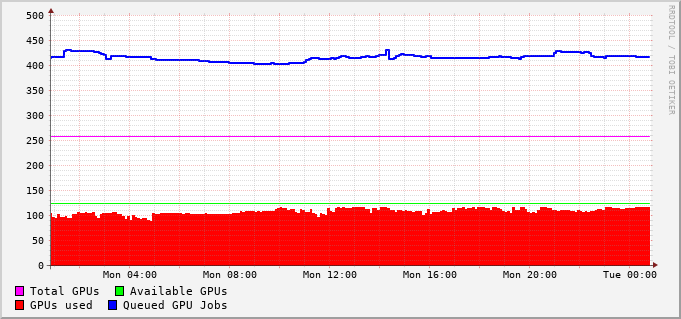 500
450
400
350
300
250
200
150
100
50
0
Mon 04:00 Mon 08:00 Mon 12:00 Mon 16:00 Mon 20:00 Tue 00:00
Total GPUs Available GPUs
GPUs used Queued GPU Jobs
RRDTOOL / TOBI OETIKER